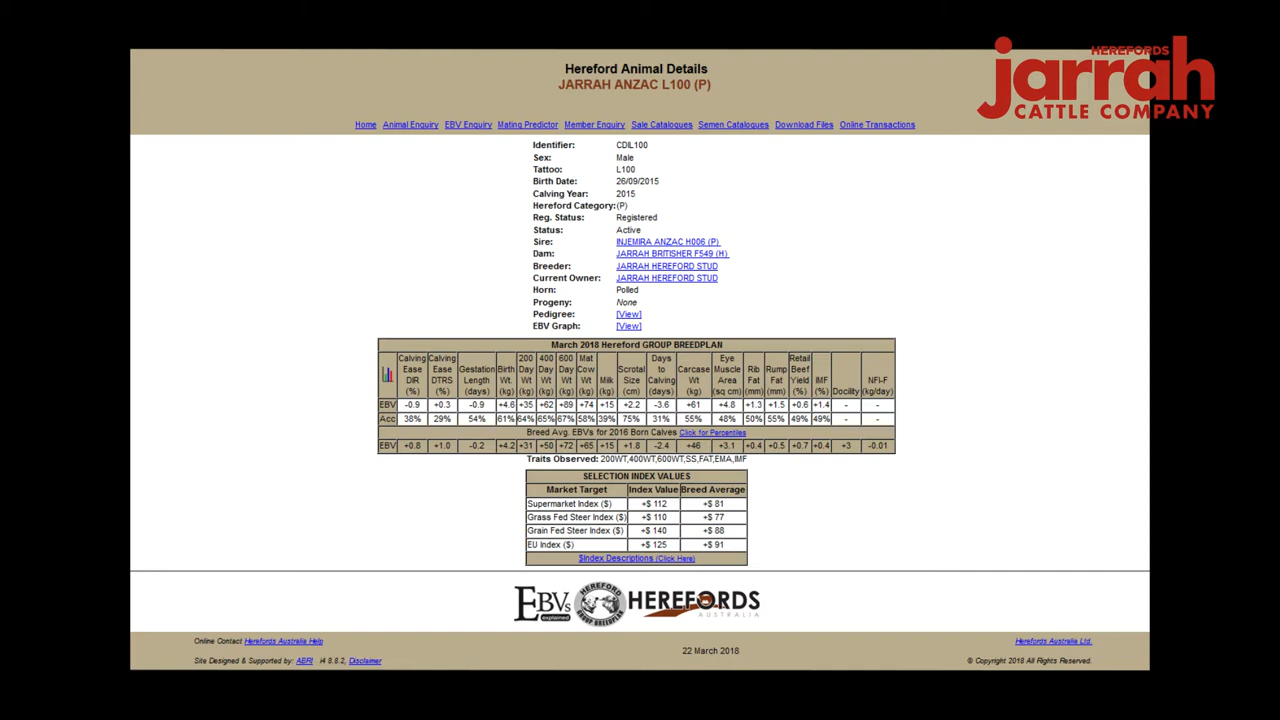 HEREFORDS
jarrah
CATTLE COMPANY
Hereford Animal Details
JARRAH ANZAC L100 (P)
Home Animal Enquiry EBV Enquiry Mating Predictor Member Enquiry Sale Catalogues Semen Catalogues Download Files Online Transactions
Identifier: CDIL100
Sex: Male
Tattoo: L100
Birth Date: 26/09/2015
Calving Year: 2015
Hereford Category: (P)
Reg. Status: Registered
Status: Active
Sire: INJEMIRA ANZAC H006 (P)
Dam: JARRAH BRITISHER F549 (H)
Breeder: JARRAH HEREFORD STUD
Current Owner: JARRAH HEREFORD STUD
Horn: Polled
Progeny: None
Pedigree: [View]
EBV Graph: [View]
March 2018 Hereford GROUP BREEDPLAN
Calving Ease DIR (%) Calving Ease DTRS (%) Gestation Length (days) Birth Wt. (kg) 200 Day Wt (kg) 400 Day Wt (kg) 600 Day Wt (kg) Mat Cow Wt (kg) Milk (kg) Scrotal Size (cm) Days to Calving (days) Carcase Wt (kg) Eye Muscle Area (sq cm) Rib Fat (mm) Rump Fat (mm) Retail Beef Yield (%) IMF (%) Docility NFI-F (kg/day)
EBV -0.9 +0.3 -0.9 +4.6 +35 +62 +89 +74 +15 +2.2 -3.6 +61 +4.8 +1.3 +1.5 +0.6 +1.4 - -
Acc 38% 29% 54% 61% 64% 65% 67% 58% 39% 75% 31% 55% 48% 50% 55% 49% 49% - -
Breed Avg. EBVs for 2016 Born Calves Click for Percentiles
EBV +0.8 +1.0 -0.2 +4.2 +31 +50 +72 +65 +15 +1.8 -2.4 +46 +3.1 +0.4 +0.5 +0.7 +0.4 +3 -0.01
Traits Observed: 200WT,400WT,600WT,SS,FAT,EMA,IMF
SELECTION INDEX VALUES
Market Target Index Value Breed Average
Supermarket Index ($) +$ 112 +$ 81
Grass Fed Steer Index ($) +$ 110 +$ 77
Grain Fed Steer Index ($) +$ 140 +$ 88
EU Index ($) +$ 125 +$ 91
$Index Descriptions (Click Here)
EBVs explained HEREFORD GROUP BREEDPLAN HEREFORDS
AUSTRALIA
Online Contact Herefords Australia Help Herefords Australia Ltd.
22 March 2018
Site Designed & Supported by: ABRI i4 8.8.2, Disclaimer © Copyright 2018 All Rights Reserved.